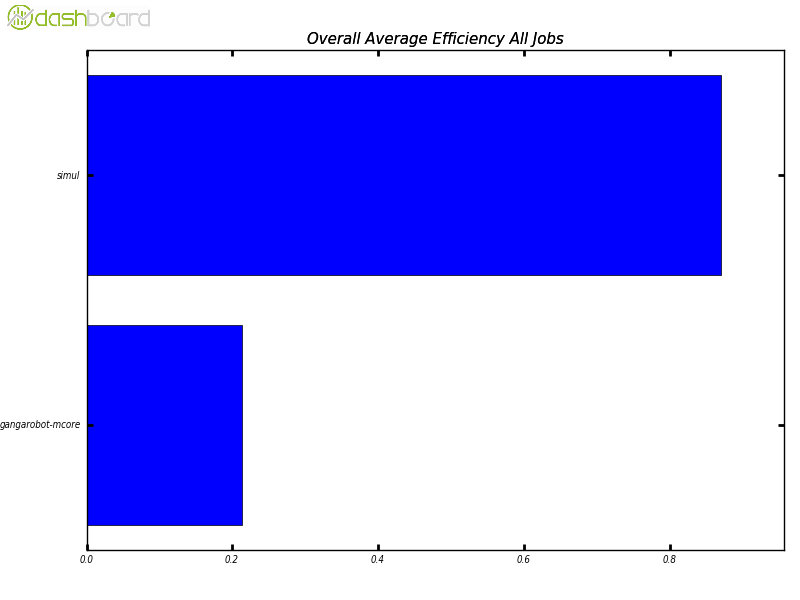 dashboard
Overall Average Efficiency All Jobs
simul
gangarobot-mcore
0.0 0.2 0.4 0.6 0.8